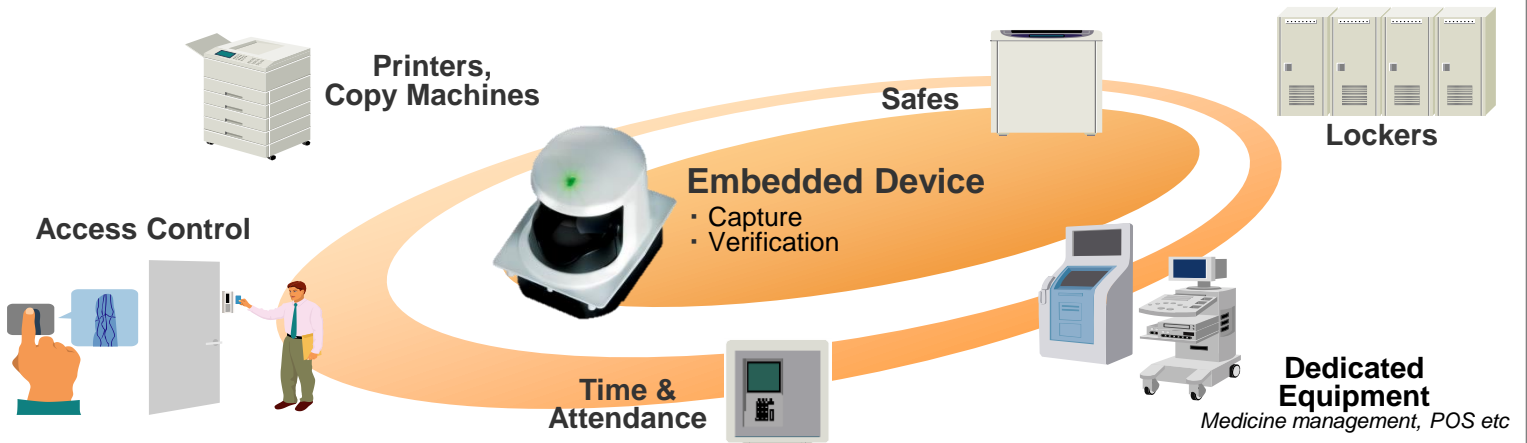 Printers,
Copy Machines
Safes
Lockers
Embedded Device
· Capture
· Verification
Access Control
Time &
Attendance
Dedicated
Equipment
Medicine management, POS etc